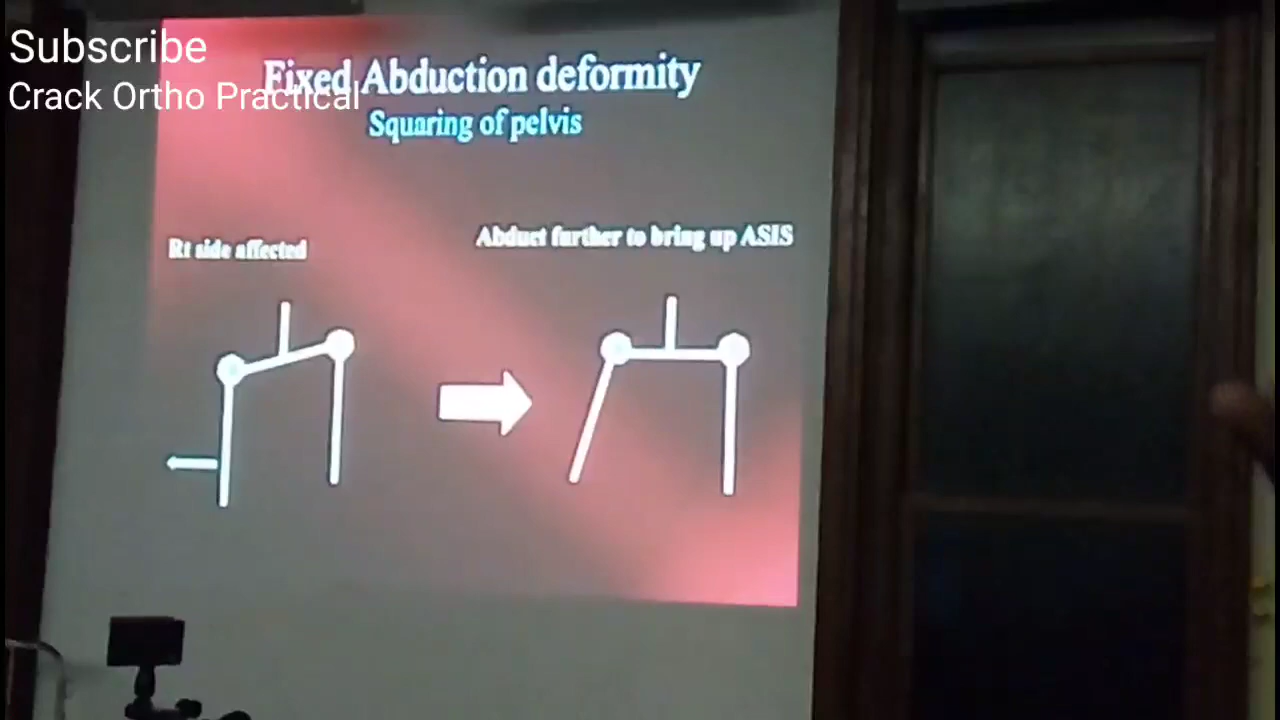 Subscribe
Crack Ortho Practical
Fixed Abduction deformity
Squaring of pelvis
Rt side affected
Abduct further to bring up ASIS